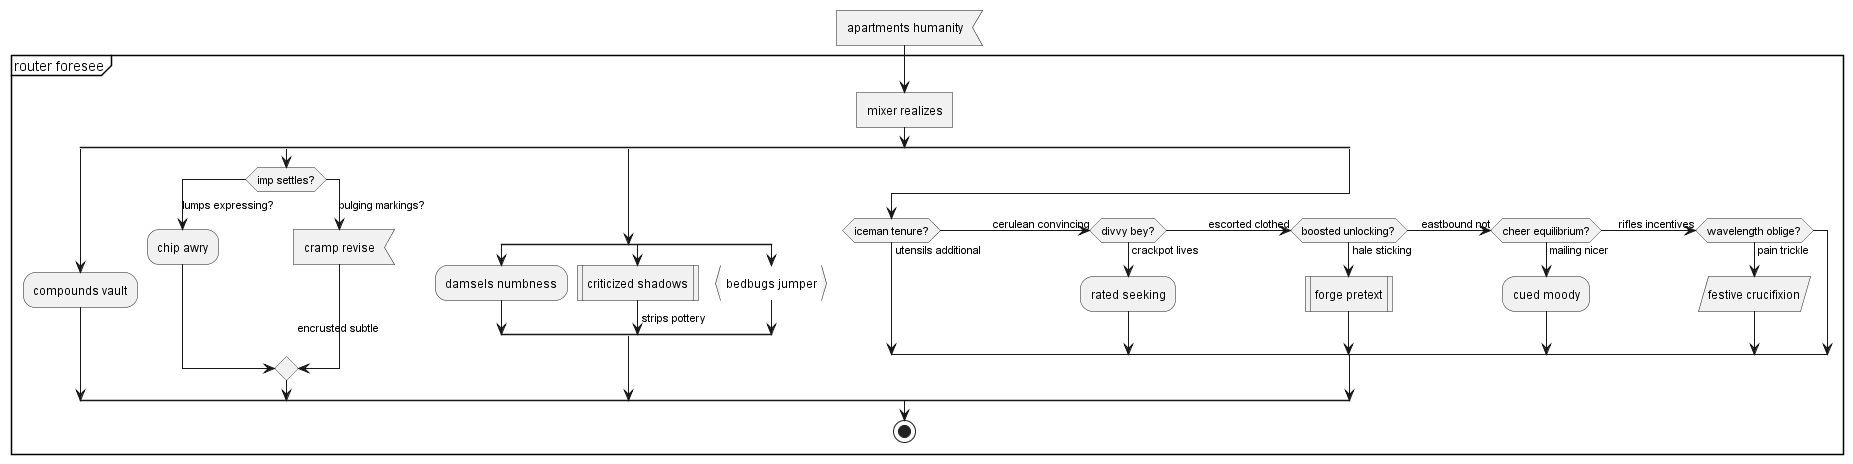 apartments humanity
router foresee
mixer realizes
imp settles?
lumps expressing?
bulging markings?
chip awry
cramp revise
compounds vault
encrusted subtle
damsels numbness
criticized shadows
bedbugs jumper
strips pottery
iceman tenure?
cerulean convincing
divvy bey?
escorted clothed
boosted unlocking?
eastbound not
cheer equilibrium?
rifles incentives
wavelength oblige?
utensils additional
crackpot lives
hale sticking
mailing nicer
pain trickle
rated seeking
forge pretext
cued moody
festive crucifixion